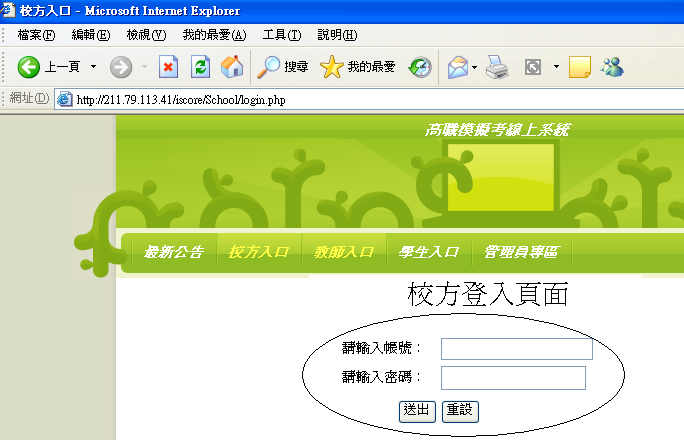 校方入口 - Microsoft Internet Explorer
檔案(F) 編輯(E) 檢視(V) 我的最愛(A) 工具(T) 說明(H)
上一頁 搜尋 我的最愛
網址(D) http://211.79.113.41/iscore/School/login.php
高職模擬考線上系統
最新公告 校方入口 教師入口 學生入口 管理員專區
校方登入頁面
請輸入帳號：
請輸入密碼：
送出 重設